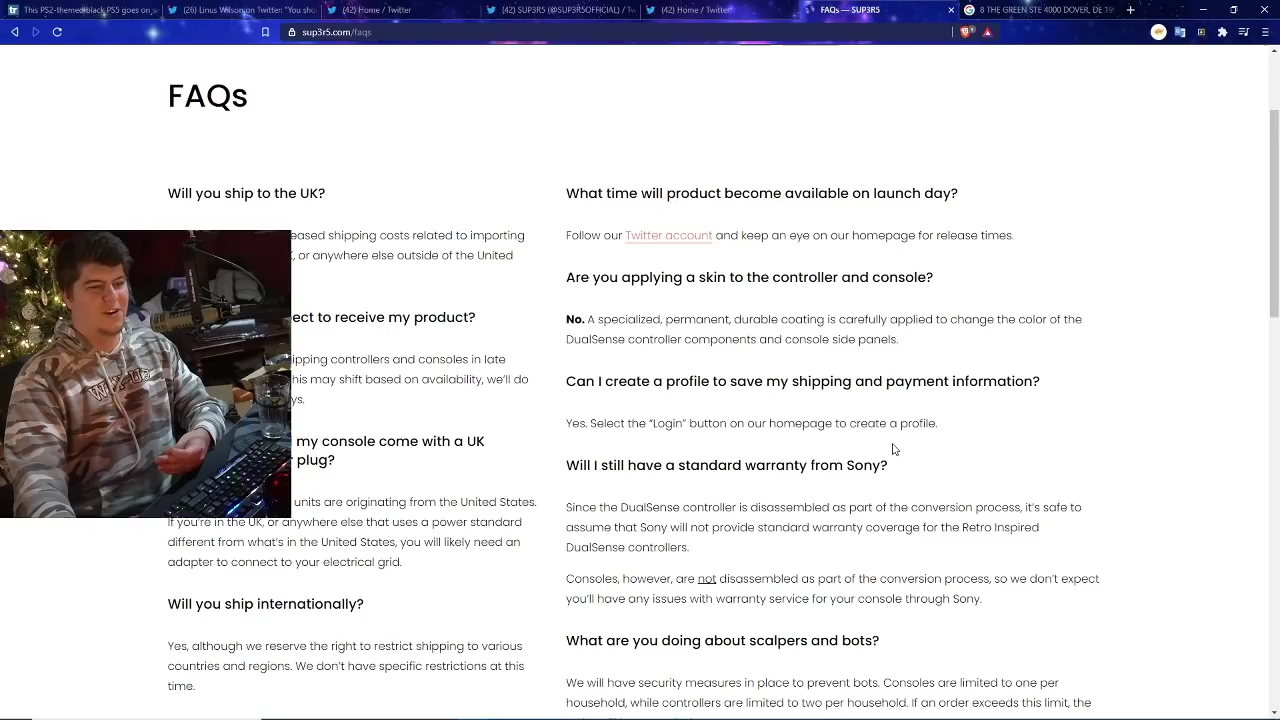 This PS2-themed black PS5 goes on s
(26) Linus Wilson on Twitter: "You shou
(42) Home / Twitter
(42) SUP3R5 (@SUP3R5OFFICIAL) / Tw
(42) Home / Twitter
FAQs — SUP3R5
8 THE GREEN STE 4000 DOVER, DE 199
sup3r5.com/faqs
FAQs
Will you ship to the UK?
eased shipping costs related to importing
, or anywhere else outside of the United
ect to receive my product?
ipping controllers and consoles in late
his may shift based on availability, we'll do
ys.
my console come with a UK
plug?
units are originating from the United States.
If you're in the UK, or anywhere else that uses a power standard
different from what's in the United States, you will likely need an
adapter to connect to your electrical grid.
Will you ship internationally?
Yes, although we reserve the right to restrict shipping to various
countries and regions. We don't have specific restrictions at this
time.
What time will product become available on launch day?
Follow our Twitter account and keep an eye on our homepage for release times.
Are you applying a skin to the controller and console?
No. A specialized, permanent, durable coating is carefully applied to change the color of the
DualSense controller components and console side panels.
Can I create a profile to save my shipping and payment information?
Yes. Select the “Login” button on our homepage to create a profile.
Will I still have a standard warranty from Sony?
Since the DualSense controller is disassembled as part of the conversion process, it's safe to
assume that Sony will not provide standard warranty coverage for the Retro Inspired
DualSense controllers.
Consoles, however, are not disassembled as part of the conversion process, so we don't expect
you'll have any issues with warranty service for your console through Sony.
What are you doing about scalpers and bots?
We will have security measures in place to prevent bots. Consoles are limited to one per
household, while controllers are limited to two per household. If an order exceeds this limit, the